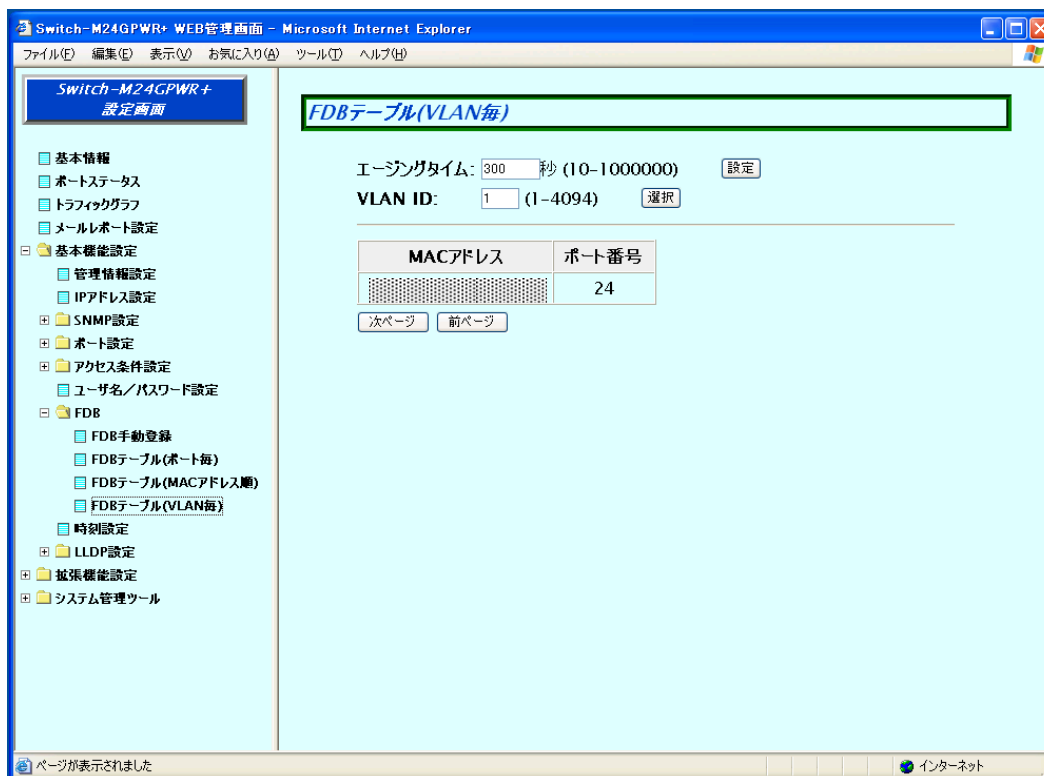 Switch-M24GPWR+ WEB管理画面 - Microsoft Internet Explorer
ファイル(F) 編集(E) 表示(V) お気に入り(A) ツール(T) ヘルプ(H)
Switch-M24GPWR+
設定画面
基本情報
ポートステータス
トラフィックグラフ
メールレポート設定
基本機能設定
管理情報設定
IPアドレス設定
SNMP設定
ポート設定
アクセス条件設定
ユーザ名/パスワード設定
FDB
FDB手動登録
FDBテーブル(ポート毎)
FDBテーブル(MACアドレス順)
FDBテーブル(VLAN毎)
時刻設定
LLDP設定
拡張機能設定
システム管理ツール
FDBテーブル(VLAN毎)
エージングタイム: 300 秒 (10-1000000) 設定
VLAN ID: 1 (1-4094) 選択
MACアドレス ポート番号
24
次ページ 前ページ
ページが表示されました インターネット